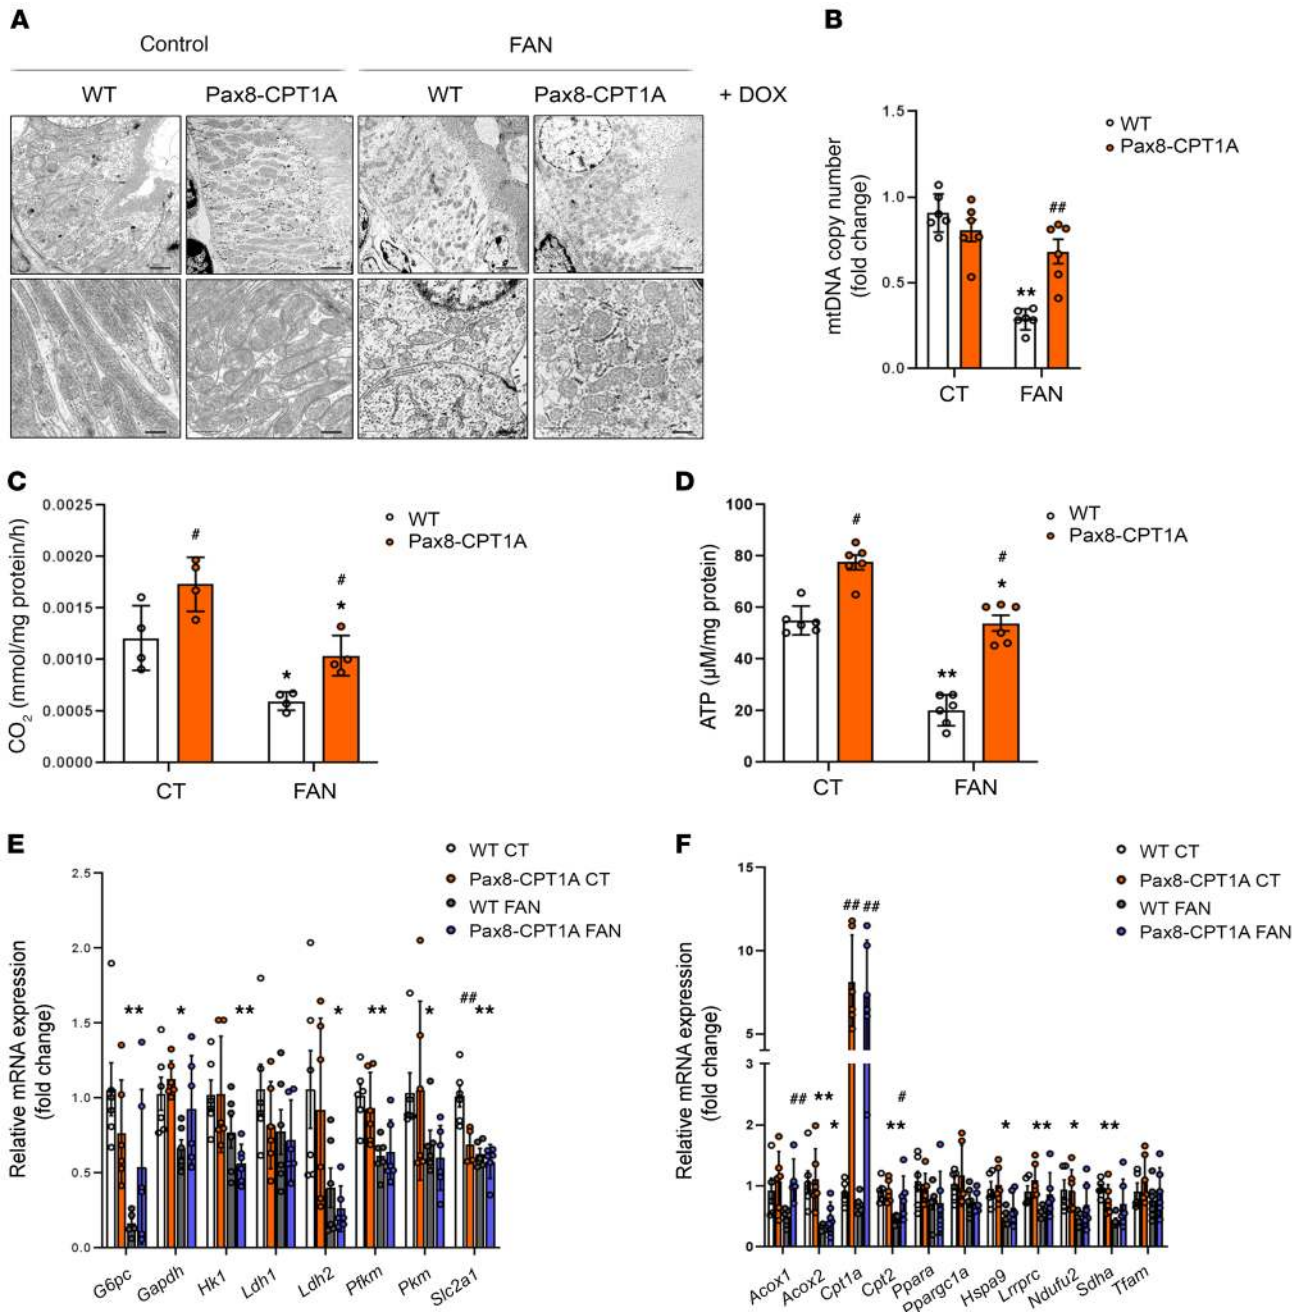 A
Control
FAN
WT
Pax8-CPT1A
WT
Pax8-CPT1A
+ DOX
B
mtDNA copy number
(fold change)
1.5
1.0
0.5
0.0
**
##
CT
FAN
WT
Pax8-CPT1A
C
CO2 (mmol/mg protein/h)
0.0025
0.0020
0.0015
0.0010
0.0005
0.0000
#
*
#
*
CT
FAN
WT
Pax8-CPT1A
D
ATP (µM/mg protein)
100
80
60
40
20
0
#
**
#
*
CT
FAN
WT
Pax8-CPT1A
E
WT CT
Pax8-CPT1A CT
WT FAN
Pax8-CPT1A FAN
Relative mRNA expression
(fold change)
2.5
2.0
1.5
1.0
0.5
0.0
** * ** * ** * ## **
G6pc
Gapdh
Hk1
Ldh1
Ldh2
Pfkm
Pkm
Slc2a1
F
WT CT
Pax8-CPT1A CT
WT FAN
Pax8-CPT1A FAN
Relative mRNA expression
(fold change)
15
10
5
3
2
1
0
## ** * ## ## ** # * ** * **
Acox1
Acox2
Cpt1a
Cpt2
Ppara
Ppargc1a
Hspa9
Lrrprc
Ndufu2
Sdha
Tfam